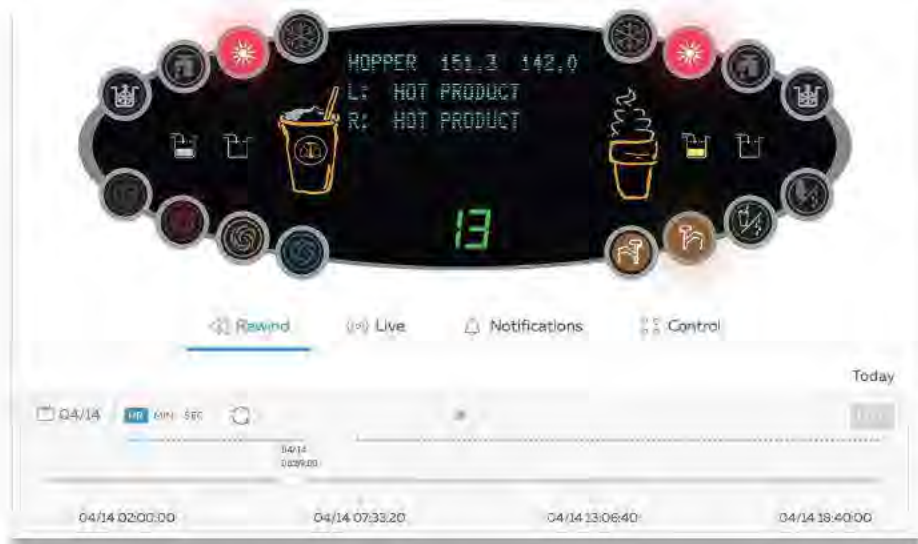 HOPPER 151.3 142.0
L: HOT PRODUCT
R: HOT PRODUCT
13
Rewind Live Notifications Control
Today
04/14 HR MIN SEC
04/14
04/14 02:00:00 04/14 07:33:20 04/14 13:06:40 04/14 18:40:00